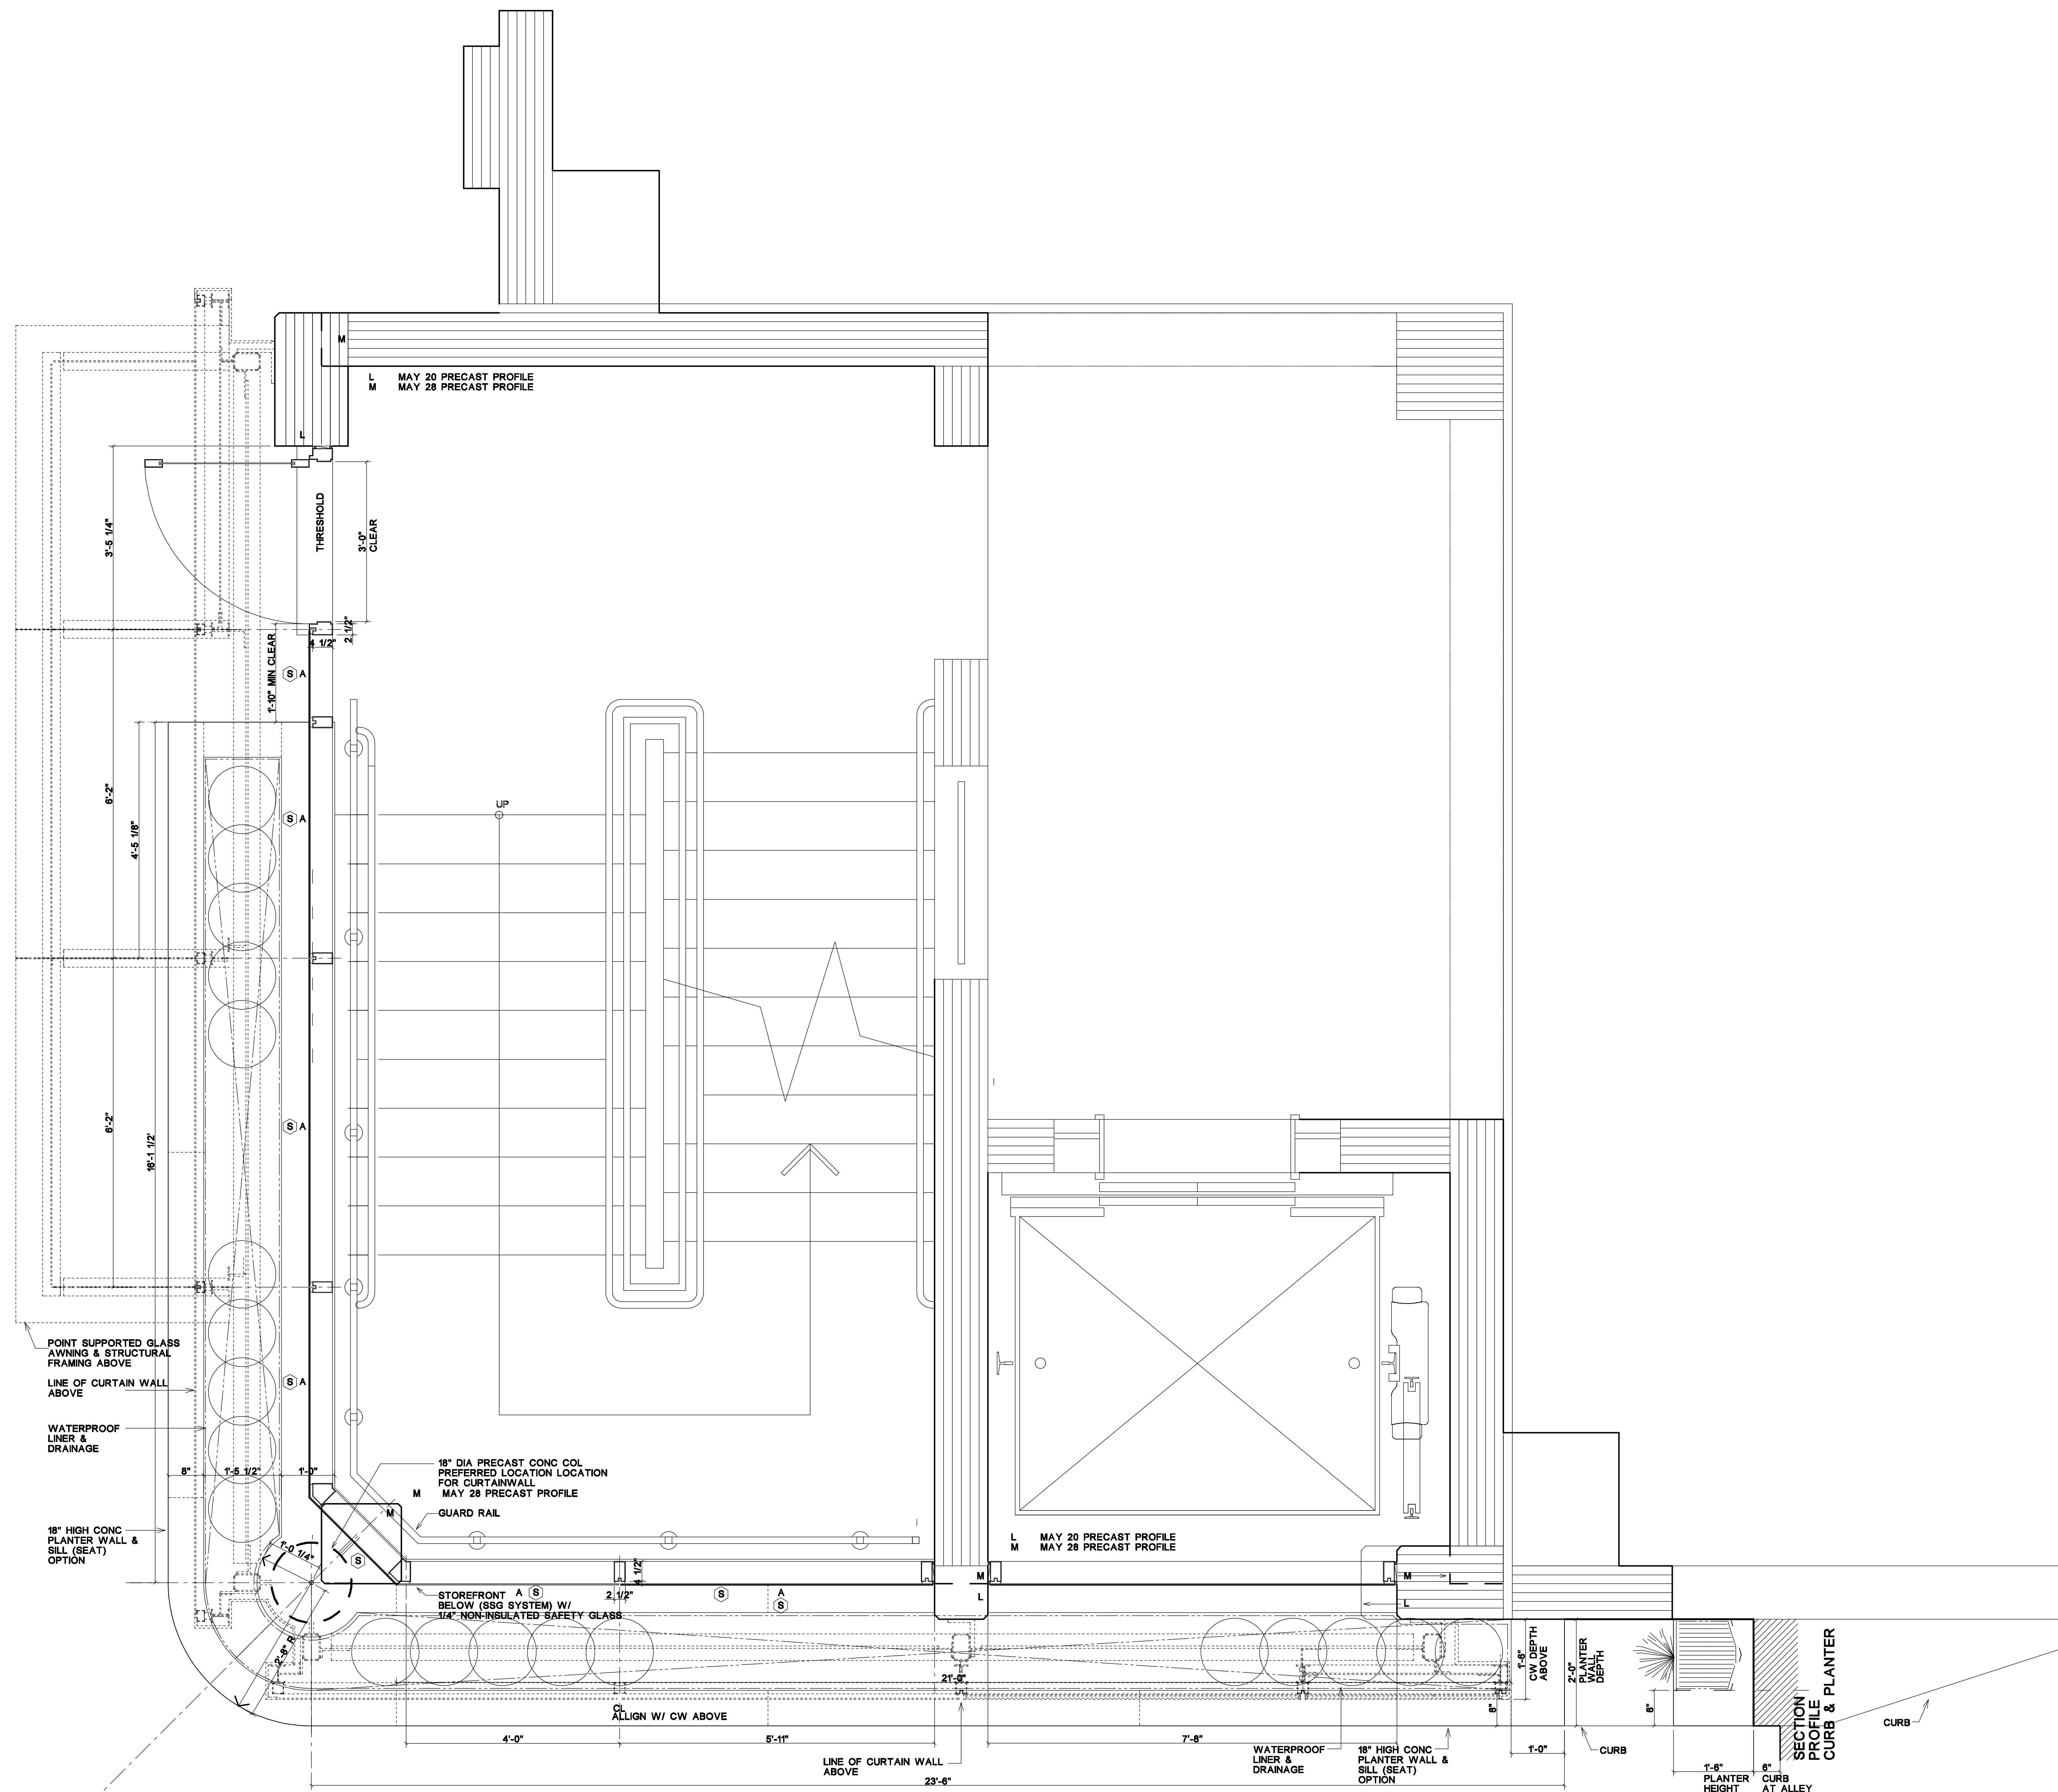 M
L MAY 20 PRECAST PROFILE
M MAY 28 PRECAST PROFILE
L
3'-5 1/4"
THRESHOLD
3'-0"
CLEAR
4 1/2"
2 1/2"
1'-10" MIN CLEAR
S A
6'-2"
4'-5 1/8"
S A
UP
6'-2"
16'-1 1/2'
S A
POINT SUPPORTED GLASS
AWNING & STRUCTURAL
FRAMING ABOVE
S A
LINE OF CURTAIN WALL
ABOVE
WATERPROOF
LINER &
DRAINAGE
8"
1'-5 1/2"
1'-0"
18" DIA PRECAST CONC COL
PREFERRED LOCATION LOCATION
FOR CURTAINWALL
M MAY 28 PRECAST PROFILE
M
GUARD RAIL
18" HIGH CONC
PLANTER WALL &
SILL (SEAT)
OPTION
1'-0 1/4"
S
L MAY 20 PRECAST PROFILE
M MAY 28 PRECAST PROFILE
4 1/2"
M
M
L
L
STOREFRONT
BELOW (SSG SYSTEM) W/
1/4" NON-INSULATED SAFETY GLASS
A S
2 1/2"
S
A
S
2'-8" R
21'-0"
1'-6"
CW DEPTH
ABOVE
2'-0"
PLANTER
WALL
DEPTH
8"
8"
SECTION
PROFILE
CURB & PLANTER
CL
ALLIGN W/ CW ABOVE
CURB
4'-0"
5'-11"
7'-8"
LINE OF CURTAIN WALL
ABOVE
WATERPROOF
LINER &
DRAINAGE
18" HIGH CONC
PLANTER WALL &
SILL (SEAT)
OPTION
1'-0"
CURB
23'-6"
1'-6"
PLANTER
HEIGHT
6"
CURB
AT ALLEY